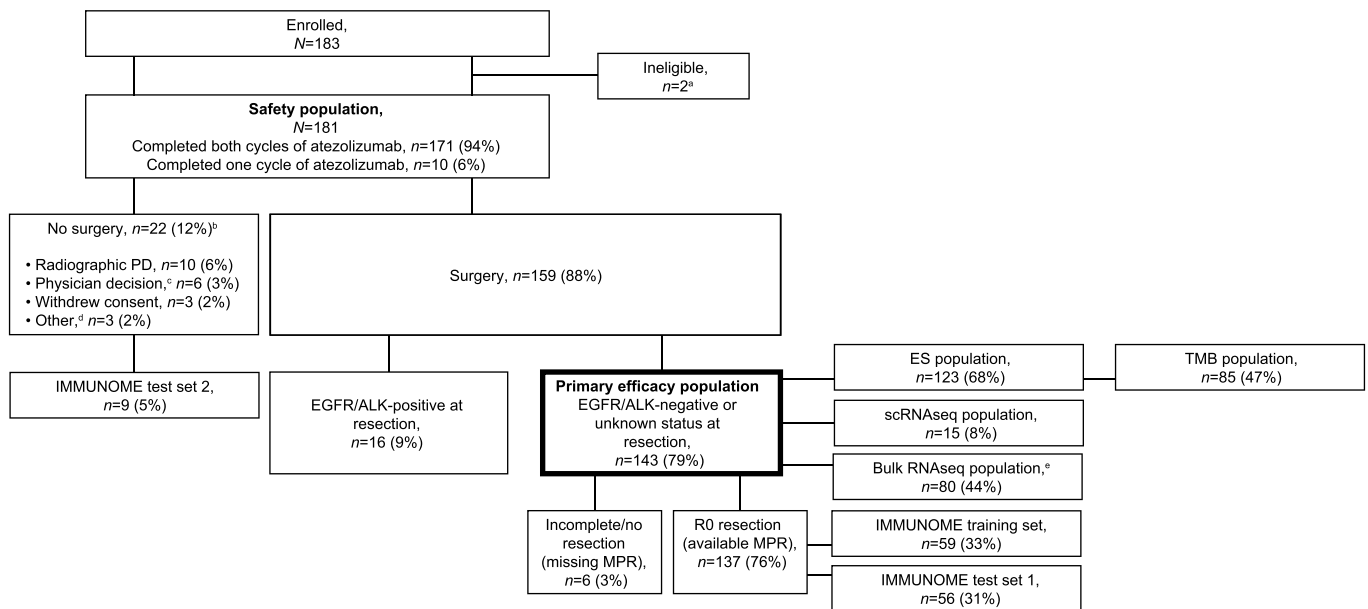 Enrolled,
N=183
Ineligible,
n=2ᵃ
Safety population,
N=181
Completed both cycles of atezolizumab, n=171 (94%)
Completed one cycle of atezolizumab, n=10 (6%)
No surgery, n=22 (12%)ᵇ
• Radiographic PD, n=10 (6%)
• Physician decision,ᶜ n=6 (3%)
• Withdrew consent, n=3 (2%)
• Other,ᵈ n=3 (2%)
Surgery, n=159 (88%)
IMMUNOME test set 2,
n=9 (5%)
EGFR/ALK-positive at
resection,
n=16 (9%)
Primary efficacy population
EGFR/ALK-negative or
unknown status at
resection,
n=143 (79%)
ES population,
n=123 (68%)
TMB population,
n=85 (47%)
scRNAseq population,
n=15 (8%)
Bulk RNAseq population,ᵉ
n=80 (44%)
Incomplete/no
resection
(missing MPR),
n=6 (3%)
R0 resection
(available MPR),
n=137 (76%)
IMMUNOME training set,
n=59 (33%)
IMMUNOME test set 1,
n=56 (31%)